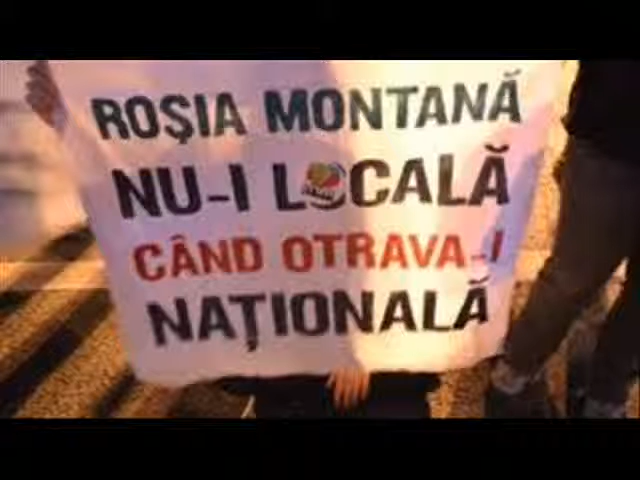 ROȘIA MONTANĂ
NU-I LOCALĂ
CÂND OTRAVA-I
NAȚIONALĂ